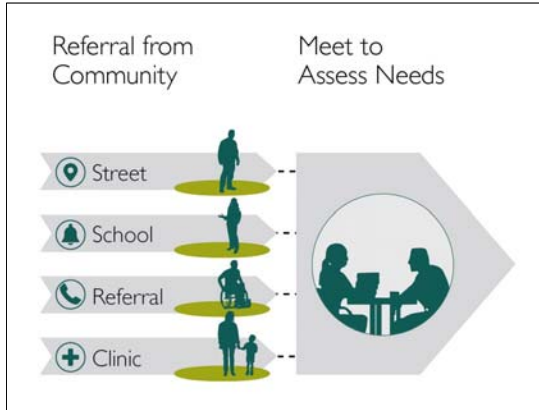 Referral from
Community
Meet to
Assess Needs
Street
School
Referral
Clinic